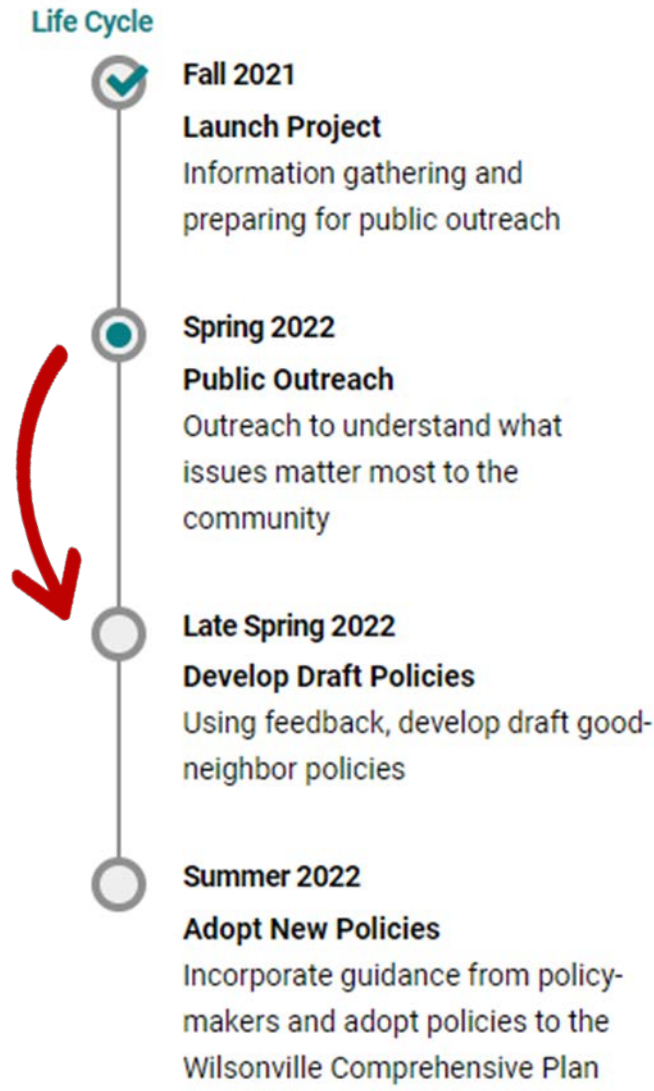 Life Cycle
Fall 2021
Launch Project
Information gathering and
preparing for public outreach
Spring 2022
Public Outreach
Outreach to understand what
issues matter most to the
community
Late Spring 2022
Develop Draft Policies
Using feedback, develop draft good-
neighbor policies
Summer 2022
Adopt New Policies
Incorporate guidance from policy-
makers and adopt policies to the
Wilsonville Comprehensive Plan